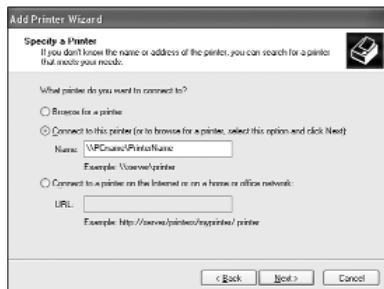 Add Printer Wizard
Specify a Printer
If you don't know the name or address of the printer, you can search for a printer
that meets your needs.
What printer do you want to connect to?
Browse for a printer
Connect to this printer (or to browse for a printer, select this option and click Next):
Name: \\PCname\PrinterName
Example: \\server\printer
Connect to a printer on the Internet or on a home or office network:
URL:
Example: http://server/printers/myprinter/.printer
< Back Next > Cancel